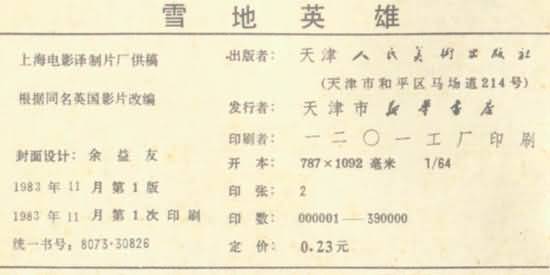 雪地英雄
上海电影译制片厂供稿
根据同名英国影片改编
封面设计：余益友
1983年11月第1版
1983年11月第1次印刷
统一书号：8073·30826
出版者：天津人民美術出版社
(天津市和平区马场道214号)
发行者：天津市新华书店
印刷者：一二〇一工厂印刷
开本：787×1092毫米 1/64
印张：2
印数：000001—390000
定价：0.23元